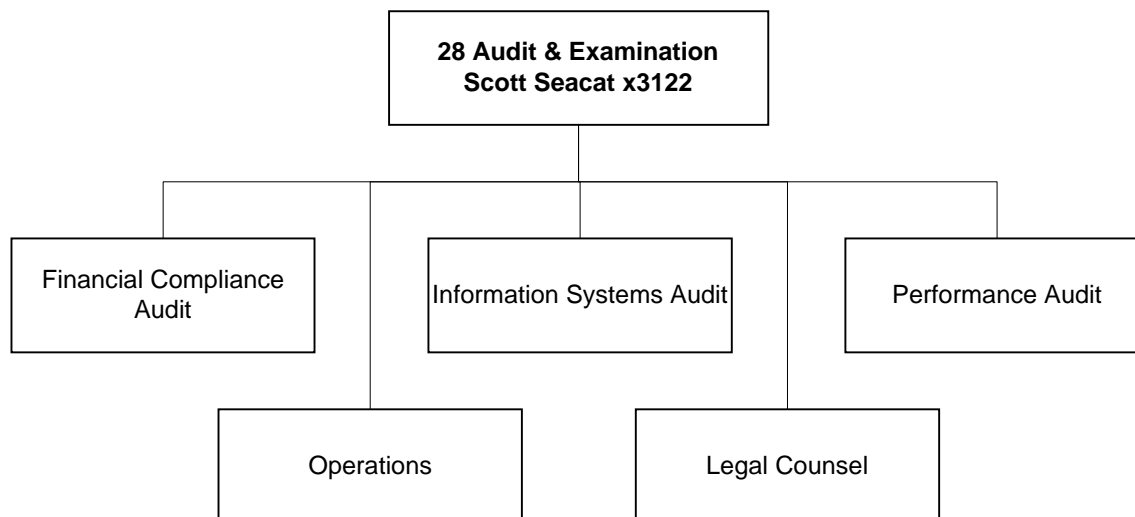 28 Audit & Examination
Scott Seacat x3122
Financial Compliance
Audit
Information Systems Audit
Performance Audit
Operations
Legal Counsel